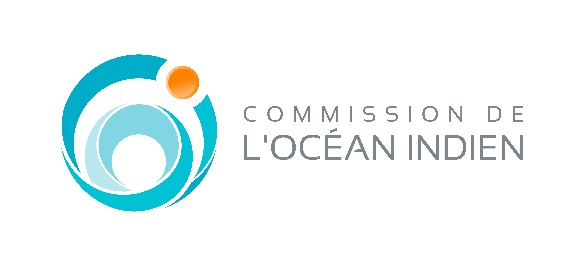 COMMISSION DE
L'OCÉAN INDIEN